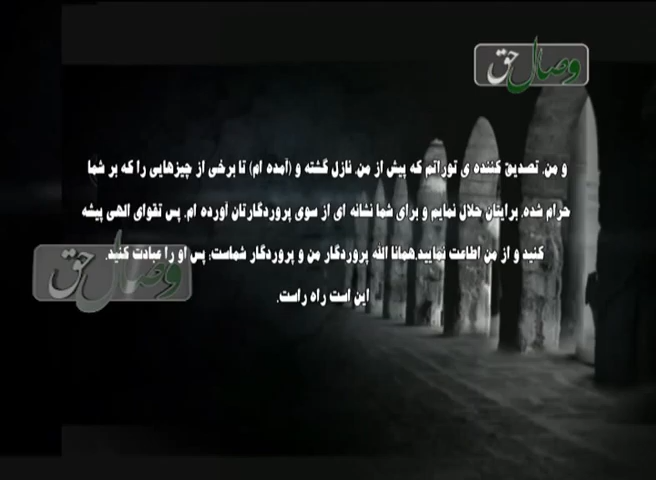 وصال حق
و من، تصدیق کننده ی توراتم که پیش از من، نازل گشته و (آمده ام) تا برخی از چیزهایی را که بر شما
حرام شده، برایتان حلال نمایم و برای شما نشانه ای از سوی پروردگارتان آورده ام. پس تقوای الهی پیشه
کنید و از من اطاعت نمایید.همانا الله پروردگار من و پروردگار شماست؛ پس او را عبادت کنید.
این است راه راست.
وصال حق